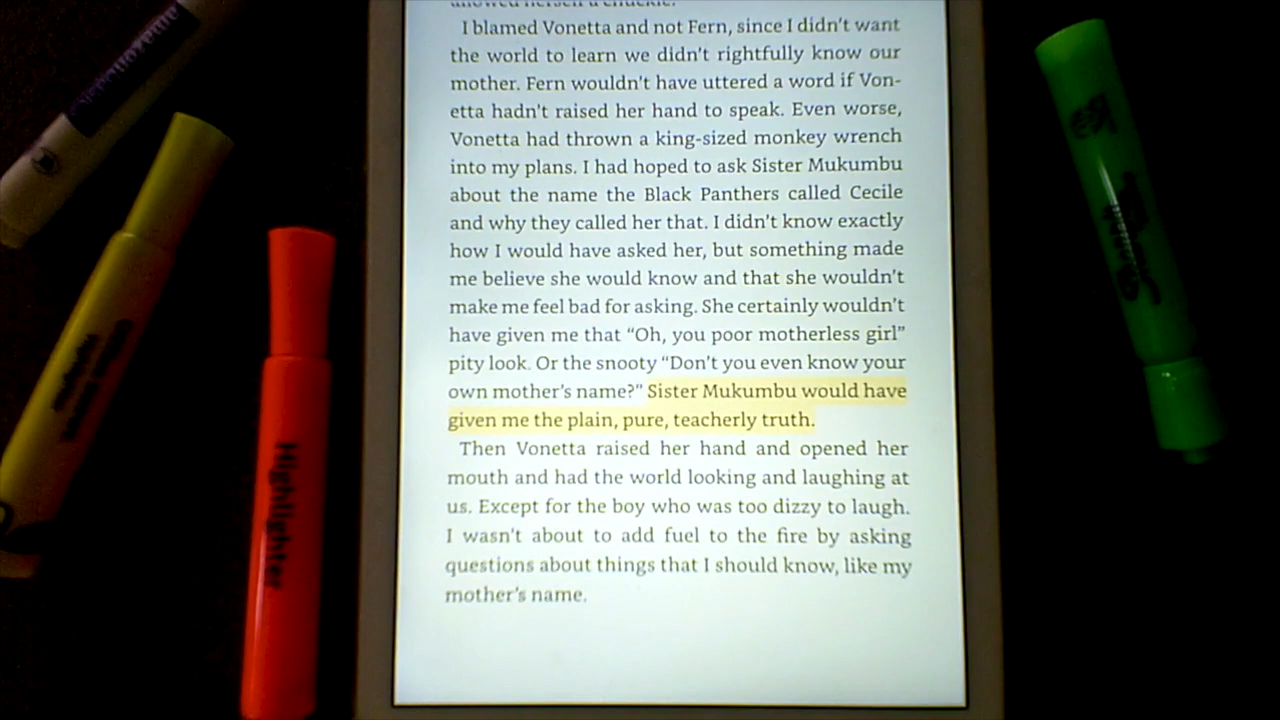 I blamed Vonetta and not Fern, since I didn't want
the world to learn we didn't rightfully know our
mother. Fern wouldn't have uttered a word if Von-
etta hadn't raised her hand to speak. Even worse,
Vonetta had thrown a king-sized monkey wrench
into my plans. I had hoped to ask Sister Mukumbu
about the name the Black Panthers called Cecile
and why they called her that. I didn't know exactly
how I would have asked her, but something made
me believe she would know and that she wouldn't
make me feel bad for asking. She certainly wouldn't
have given me that “Oh, you poor motherless girl”
pity look. Or the snooty “Don't you even know your
own mother's name?” Sister Mukumbu would have
given me the plain, pure, teacherly truth.
Then Vonetta raised her hand and opened her
mouth and had the world looking and laughing at
us. Except for the boy who was too dizzy to laugh.
I wasn't about to add fuel to the fire by asking
questions about things that I should know, like my
mother's name.
Highlighter